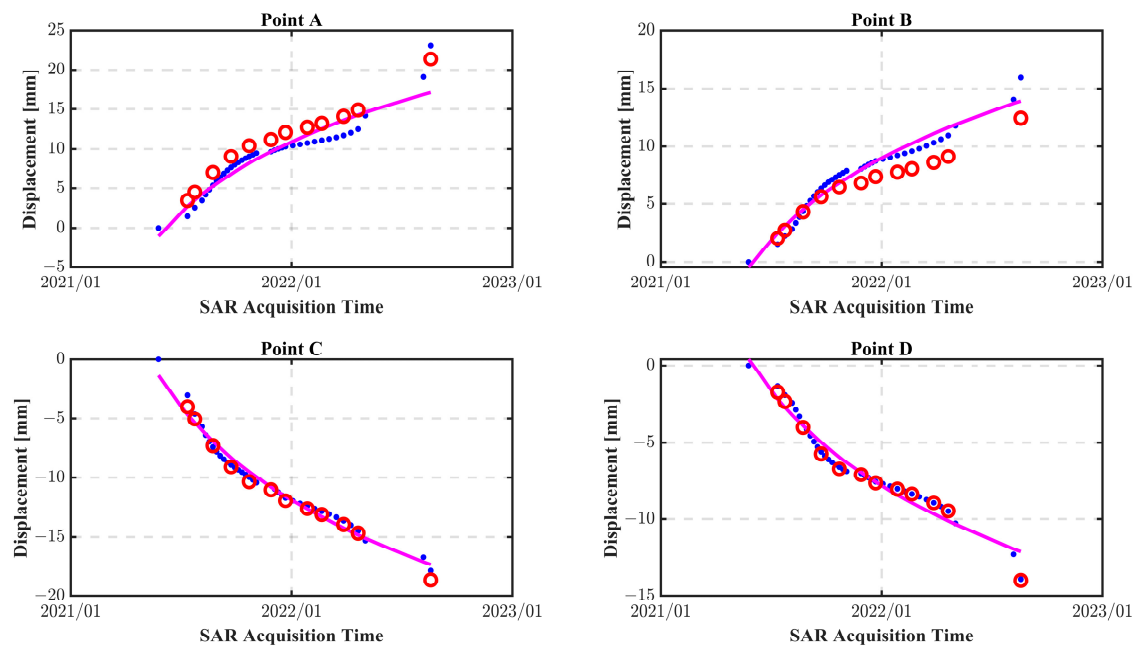 Point A
Displacement [mm]
25
20
15
10
5
0
−5
2021/01
2022/01
2023/01
SAR Acquisition Time
Point B
Displacement [mm]
20
15
10
5
0
2021/01
2022/01
2023/01
SAR Acquisition Time
Point C
Displacement [mm]
0
−5
−10
−15
−20
2021/01
2022/01
2023/01
SAR Acquisition Time
Point D
Displacement [mm]
0
−5
−10
−15
2021/01
2022/01
2023/01
SAR Acquisition Time